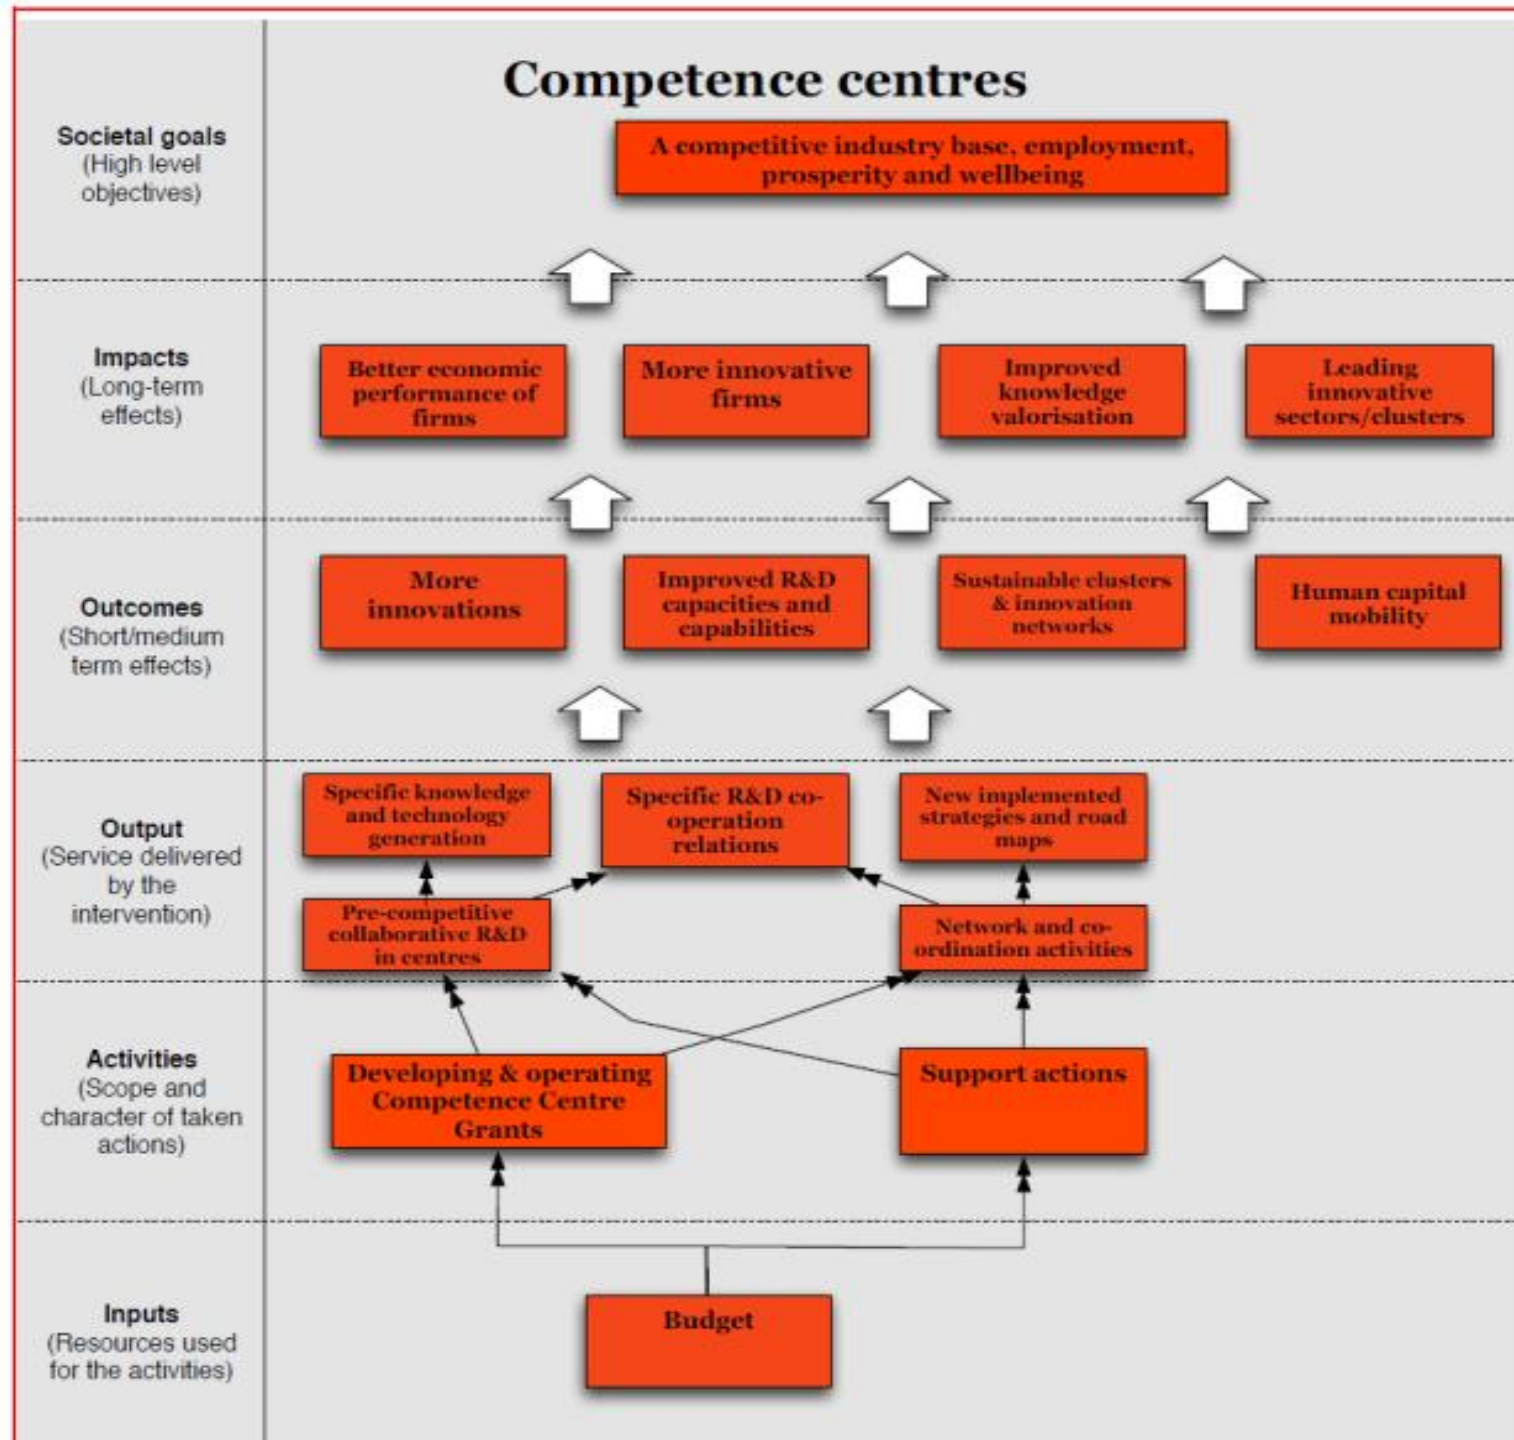 Competence centres
Societal goals
(High level
objectives)
A competitive industry base, employment,
prosperity and wellbeing
Impacts
(Long-term
effects)
Better economic
performance of
firms
More innovative
firms
Improved
knowledge
valorisation
Leading
innovative
sectors/clusters
Outcomes
(Short/medium
term effects)
More
innovations
Improved R&D
capacities and
capabilities
Sustainable clusters
& innovation
networks
Human capital
mobility
Output
(Service delivered
by the
intervention)
Specific knowledge
and technology
generation
Specific R&D co-
operation
relations
New implemented
strategies and road
maps
Pre-competitive
collaborative R&D
in centres
Network and co-
ordination activities
Activities
(Scope and
character of taken
actions)
Developing & operating
Competence Centre
Grants
Support actions
Inputs
(Resources used
for the activities)
Budget